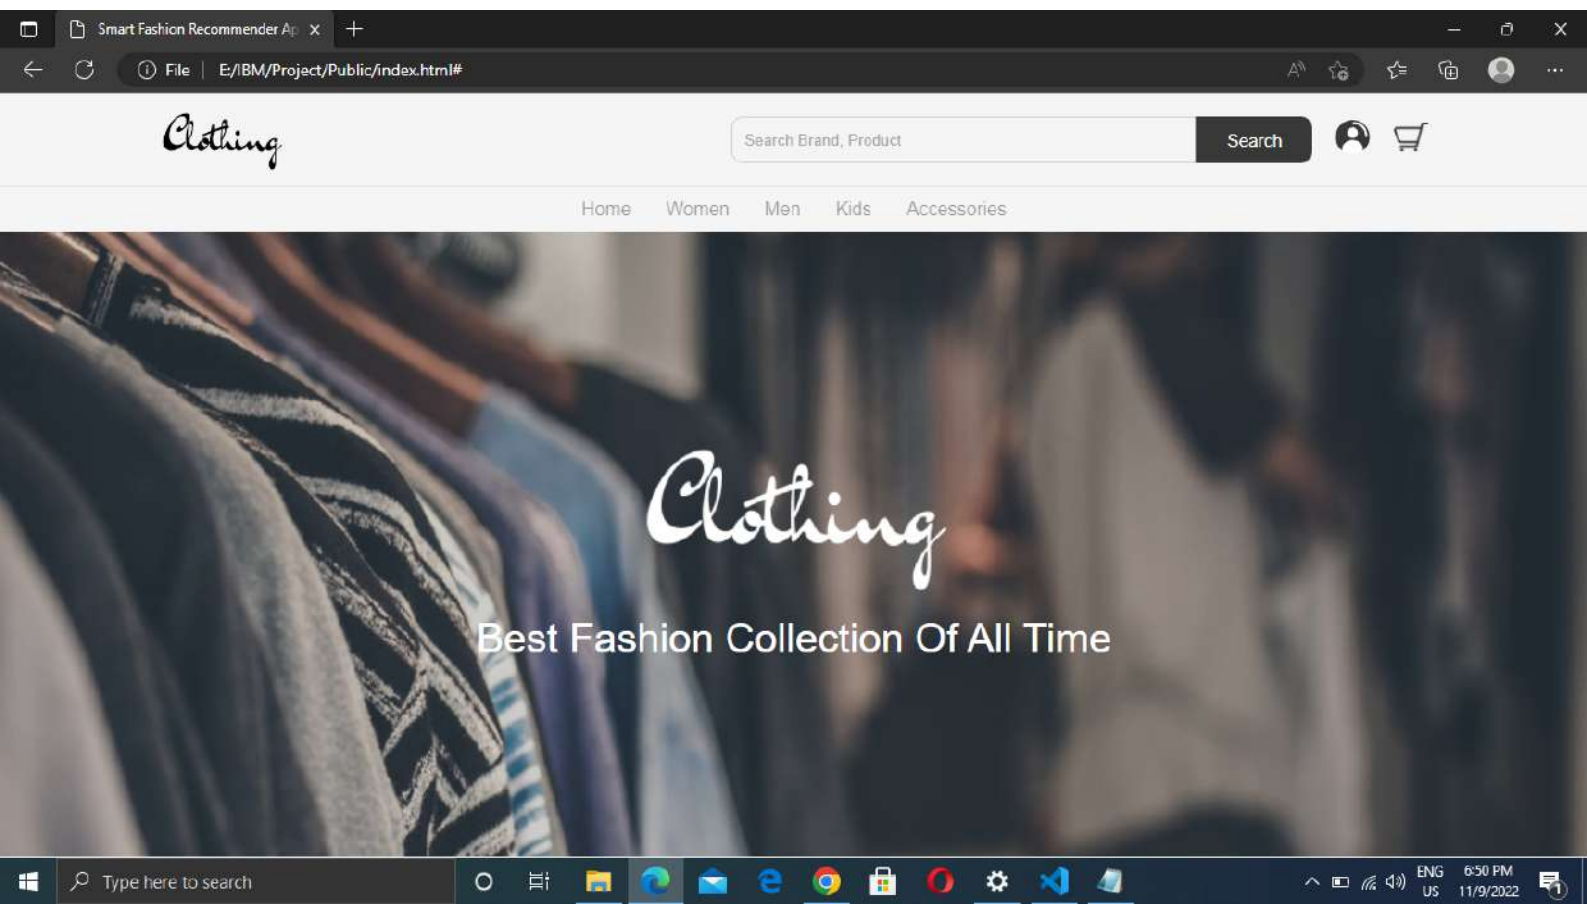 Smart Fashion Recommender Ap
File
E:/IBM/Project/Public/index.html#
Clothing
Search Brand, Product
Search
Home Women Men Kids Accessories
Clothing
Best Fashion Collection Of All Time
Type here to search
ENG 6:50 PM
US 11/9/2022
1